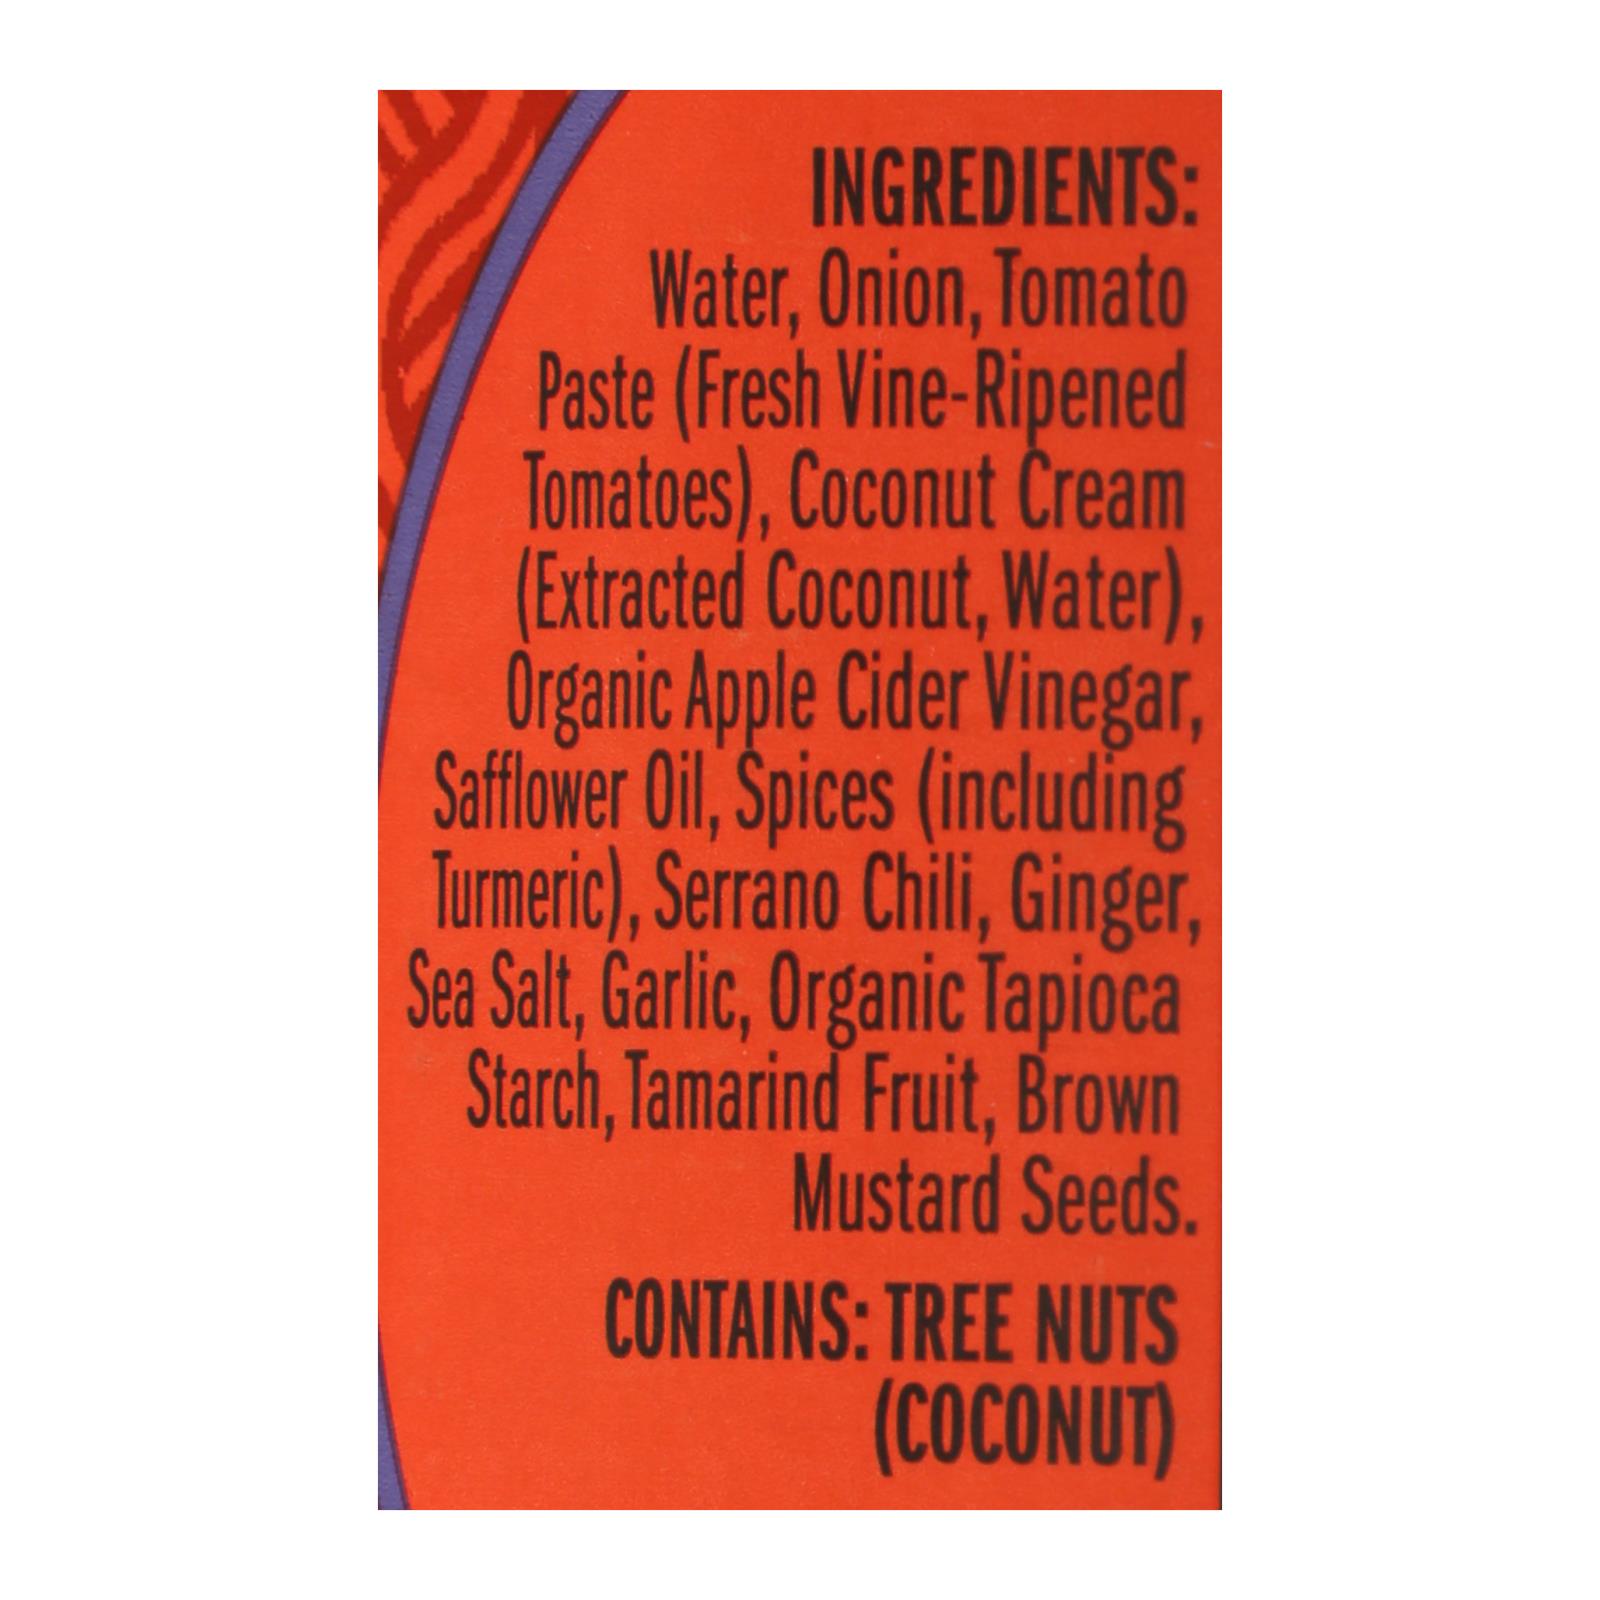 INGREDIENTS:
Water, Onion, Tomato
Paste (Fresh Vine-Ripened
Tomatoes), Coconut Cream
(Extracted Coconut, Water),
Organic Apple Cider Vinegar,
Safflower Oil, Spices (including
Turmeric), Serrano Chili, Ginger,
Sea Salt, Garlic, Organic Tapioca
Starch, Tamarind Fruit, Brown
Mustard Seeds.
CONTAINS: TREE NUTS
(COCONUT)